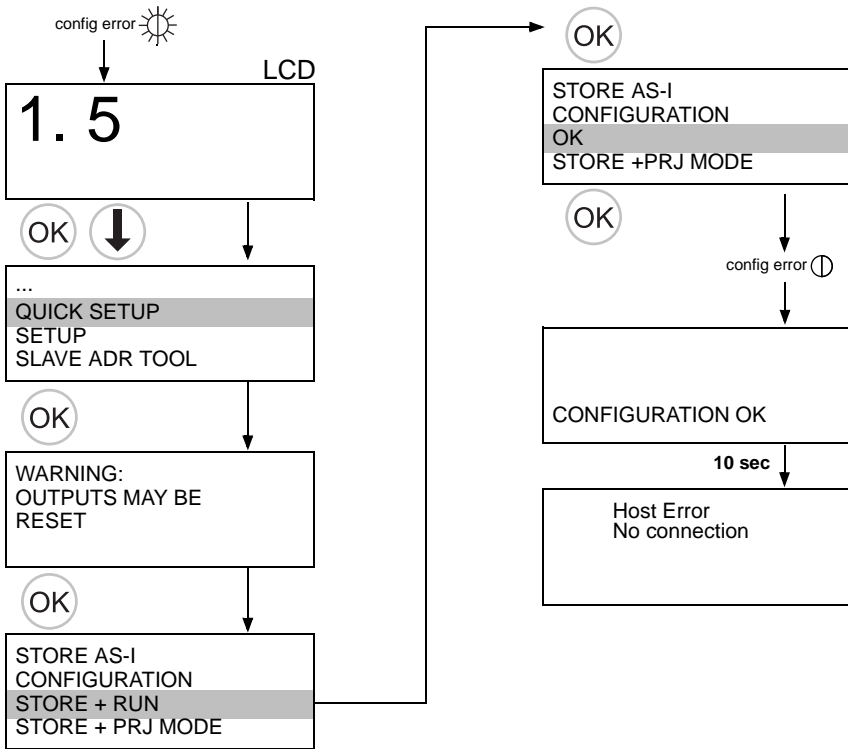 config error
LCD
1. 5
OK
...
QUICK SETUP
SETUP
SLAVE ADR TOOL
OK
WARNING:
OUTPUTS MAY BE
RESET
OK
STORE AS-I
CONFIGURATION
STORE + RUN
STORE + PRJ MODE
OK
STORE AS-I
CONFIGURATION
OK
STORE +PRJ MODE
OK
config error
CONFIGURATION OK
10 sec
Host Error
No connection